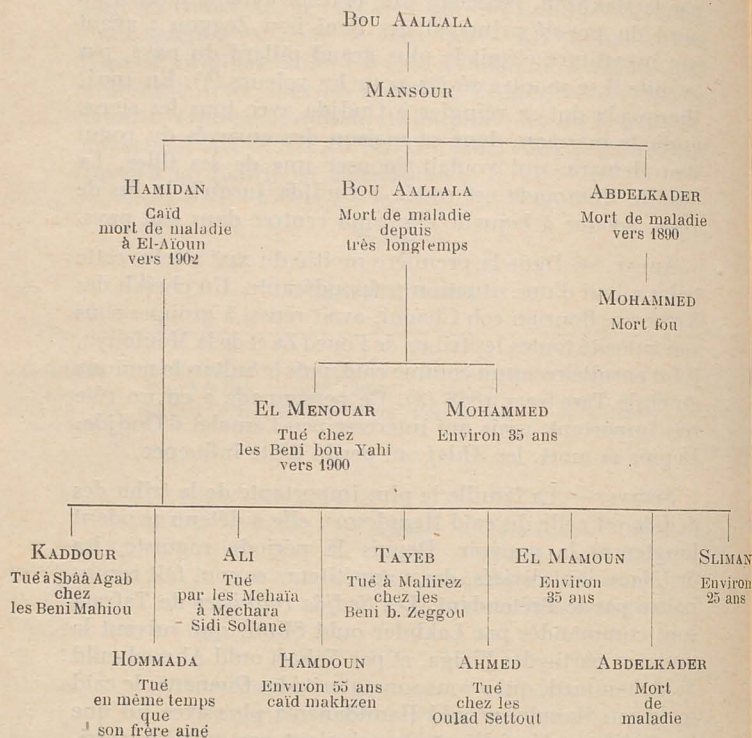 BOU AALLALA
MANSOUR
HAMIDAN
Caïd
mort de maladie
à El-Aïoun
vers 1902
BOU AALLALA
Mort de maladie
depuis
très longtemps
ABDELKADER
Mort de maladie
vers 1890
MOHAMMED
Mort fou
EL MENOUAR
Tué chez
les Beni bou Yahi
vers 1900
MOHAMMED
Environ 35 ans
KADDOUR
Tué à Sbâà Agab
chez
les Beni Mahiou
ALI
Tué
par les Mehaïa
à Mechara
Sidi Soltane
TAYEB
Tué à Mahirez
chez les
Beni b. Zeggou
EL MAMOUN
Environ
35 ans
SLIMAN
Environ
25 ans
HOMMADA
Tué
en même temps
que
son frère aîné
HAMDOUN
Environ 55 ans
caïd makhzen
AHMED
Tué
chez les
Oulad Settout
ABDELKADER
Mort
de
maladie